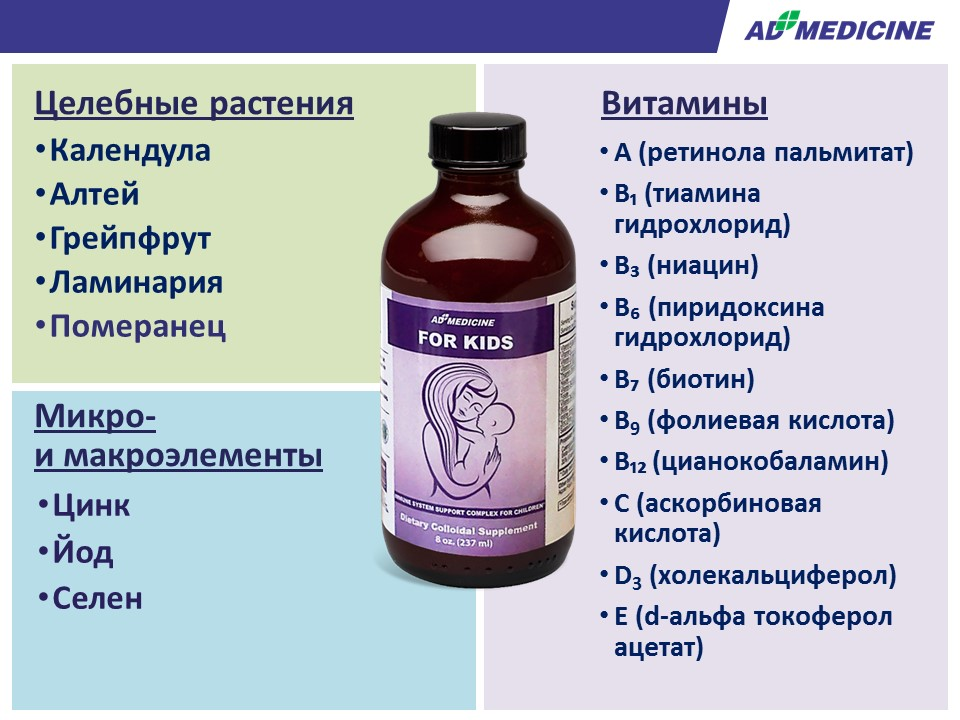 AD MEDICINE
Целебные растения
•Календула
•Алтей
•Грейпфрут
•Ламинария
•Померанец
Микро-
и макроэлементы
•Цинк
•Йод
•Селен
AD MEDICINE
FOR KIDS
IMMUNE SYSTEM SUPPORT COMPLEX FOR CHILDREN
Dietary Colloidal Supplement
8 oz. (237 ml)
Витамины
• А (ретинола пальмитат)
• B₁ (тиамина
гидрохлорид)
• B₃ (ниацин)
• B₆ (пиридоксина
гидрохлорид)
• B₇ (биотин)
• B₉ (фолиевая кислота)
• B₁₂ (цианокобаламин)
• С (аскорбиновая
кислота)
• D₃ (холекальциферол)
• Е (d-альфа токоферол
ацетат)